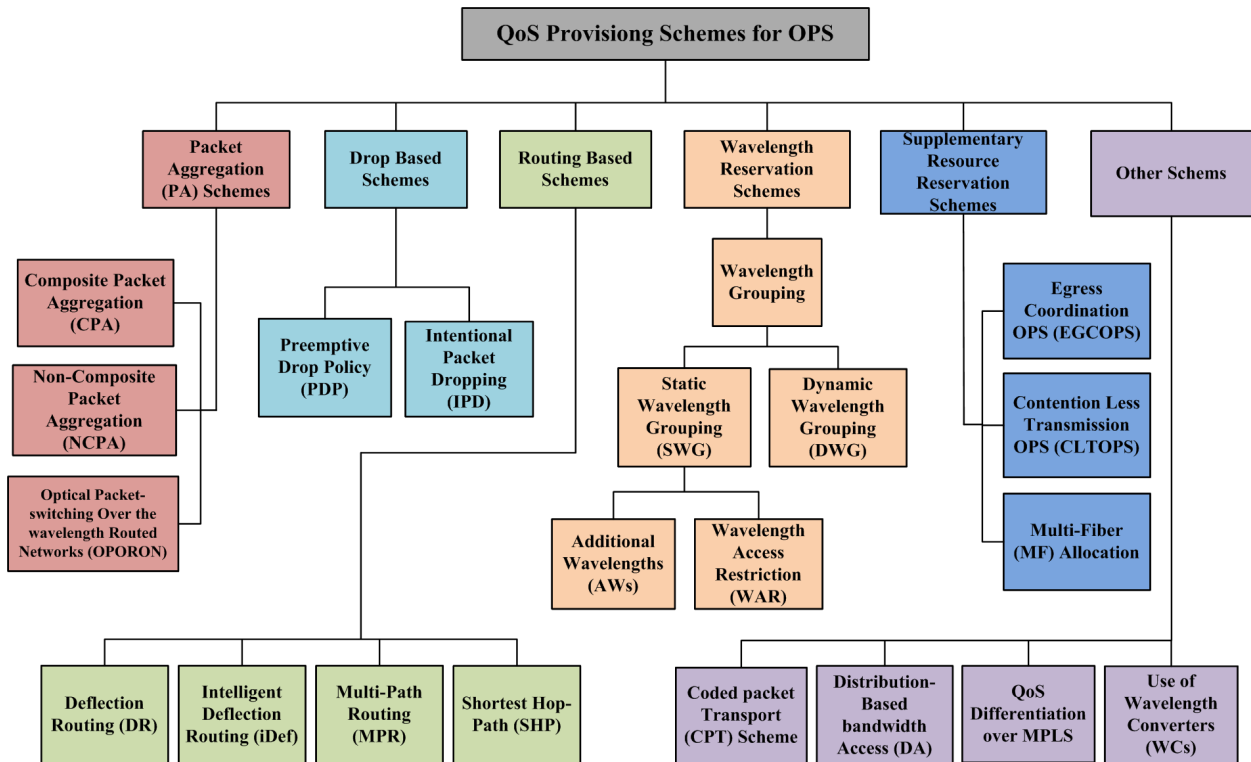 QoS Provisiong Schemes for OPS
Packet
Aggregation
(PA) Schemes
Drop Based
Schemes
Routing Based
Schemes
Wavelength
Reservation
Schemes
Supplementary
Resource
Reservation
Schemes
Other Schems
Composite Packet
Aggregation
(CPA)
Non-Composite
Packet
Aggregation
(NCPA)
Optical Packet-
switching Over the
wavelength Routed
Networks (OPORON)
Preemptive
Drop Policy
(PDP)
Intentional
Packet
Dropping
(IPD)
Wavelength
Grouping
Static
Wavelength
Grouping
(SWG)
Dynamic
Wavelength
Grouping
(DWG)
Additional
Wavelengths
(AWs)
Wavelength
Access
Restriction
(WAR)
Egress
Coordination
OPS (EGCOPS)
Contention Less
Transmission
OPS (CLTOPS)
Multi-Fiber
(MF) Allocation
Deflection
Routing (DR)
Intelligent
Deflection
Routing (iDef)
Multi-Path
Routing
(MPR)
Shortest Hop-
Path (SHP)
Coded packet
Transport
(CPT) Scheme
Distribution-
Based
bandwidth
Access (DA)
QoS
Differentiation
over MPLS
Use of
Wavelength
Converters
(WCs)